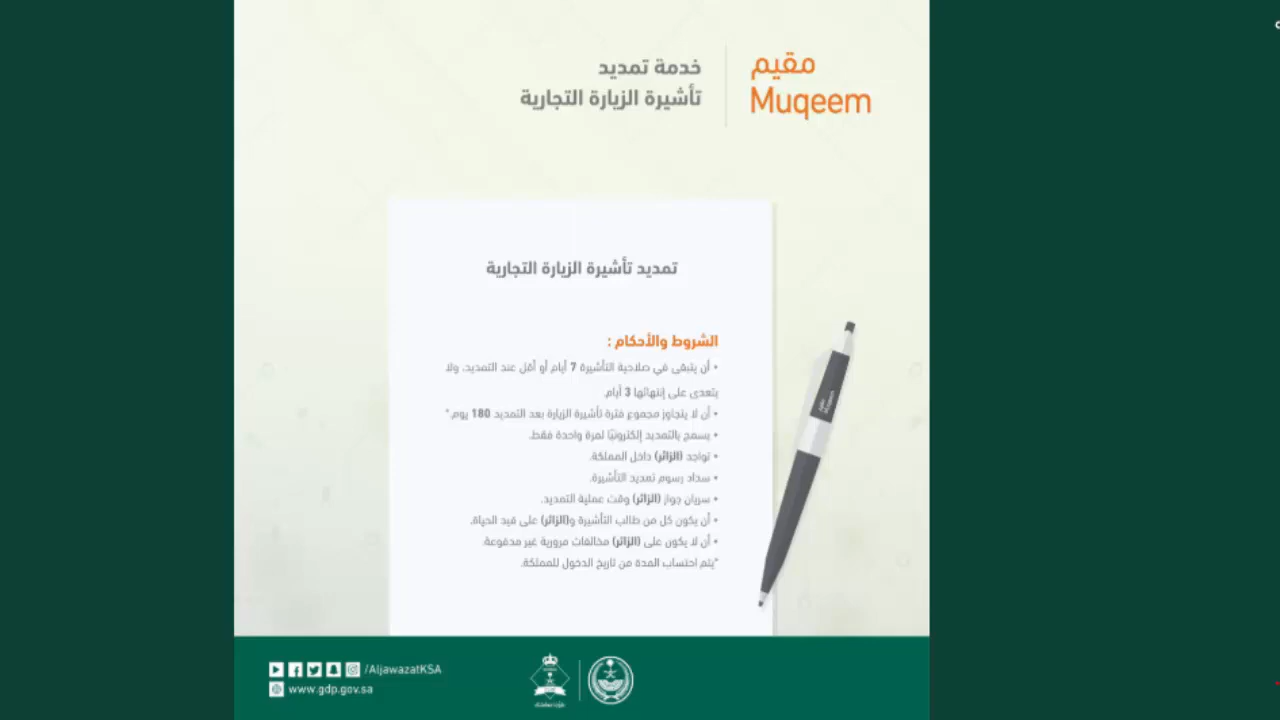 مقيم
Muqeem
خدمة تمديد
تأشيرة الزيارة التجارية
تمديد تأشيرة الزيارة التجارية
الشروط والأحكام :
• أن يتبقى في صلاحية التأشيرة 7 أيام أو أقل عند التمديد، ولا
يتعدى على إنتهائها 3 أيام.
• أن لا يتجاوز مجموع فترة تأشيرة الزيارة بعد التمديد 180 يوم.*
• يسمح بالتمديد إلكترونيًا لمرة واحدة فقط.
• تواجد (الزائر) داخل المملكة.
• سداد رسوم تمديد التأشيرة.
• سريان جواز (الزائر) وقت عملية التمديد.
• أن يكون كل من طالب التأشيرة و(الزائر) على قيد الحياة.
• أن لا يكون على (الزائر) مخالفات مرورية غير مدفوعة.
*يتم احتساب المدة من تاريخ الدخول للمملكة.
مقيم
Muqeem
/AljawazatKSA
www.gdp.gov.sa